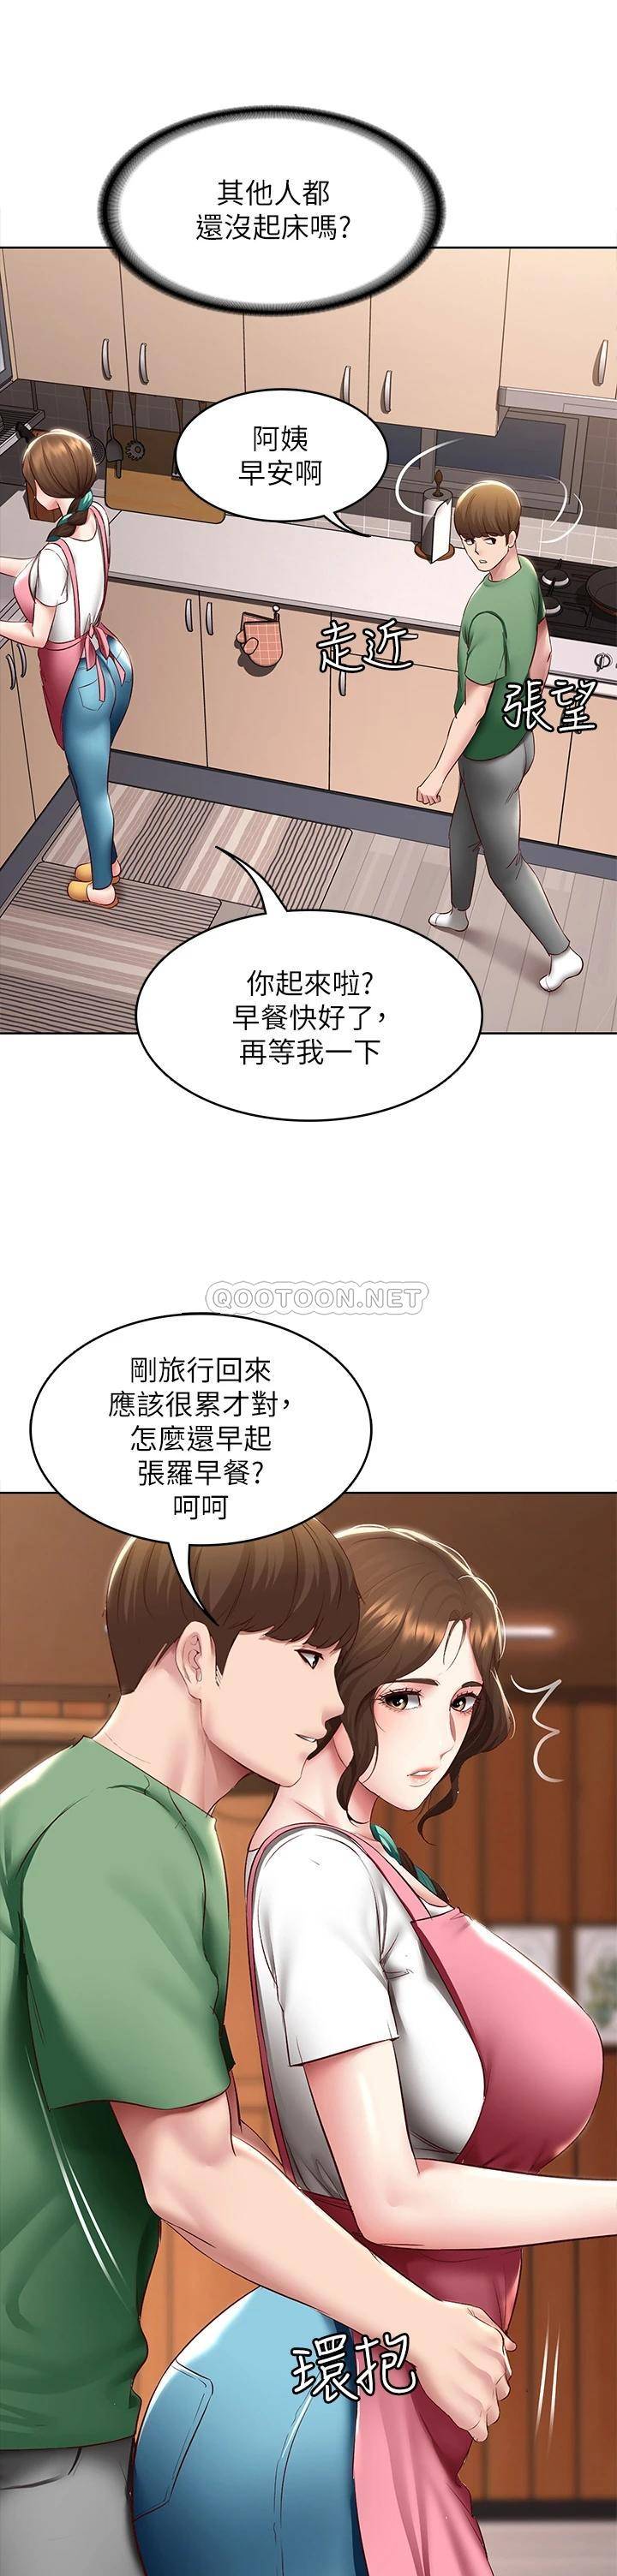 其他人都
還沒起床嗎?
阿姨
早安啊
走近
張望
你起來啦?
早餐快好了,
再等我一下
QOOTOON.NET
剛旅行回來
應該很累才對,
怎麼還早起
張羅早餐?
呵呵
環抱